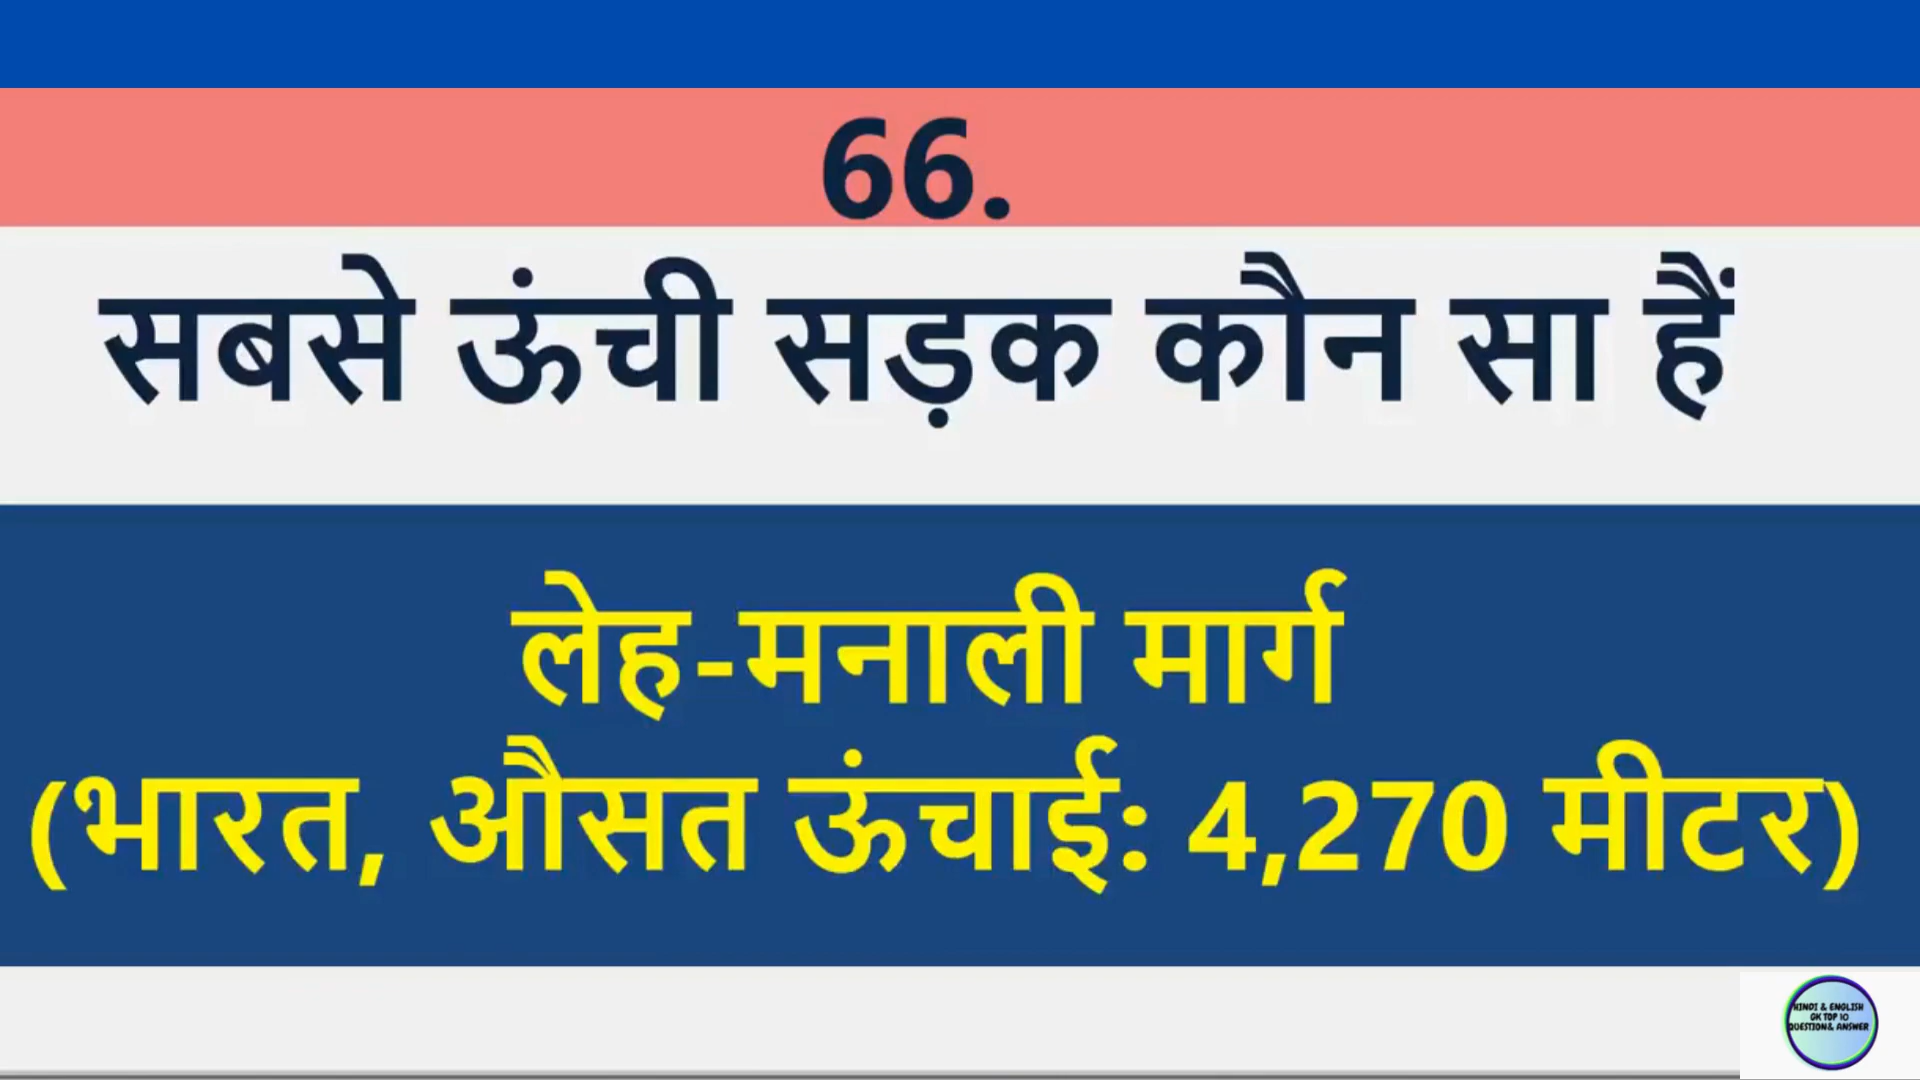 66.
सबसे ऊंची सड़क कौन सा हैं
लेह-मनाली मार्ग
(भारत, औसत ऊंचाई: 4,270 मीटर)
HINDI & ENGLISH
GK TOP 10
QUESTION& ANSWER